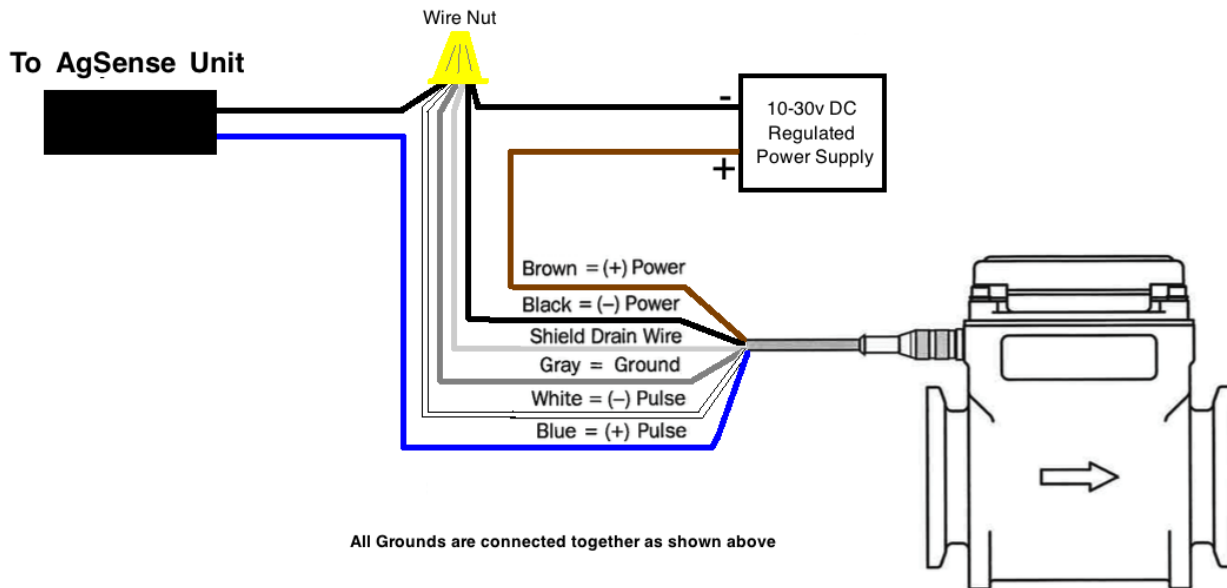 Wire Nut
To AgSense Unit
-
10-30v DC
Regulated
Power Supply
+
Brown = (+) Power
Black = (–) Power
Shield Drain Wire
Gray = Ground
White = (–) Pulse
Blue = (+) Pulse
All Grounds are connected together as shown above